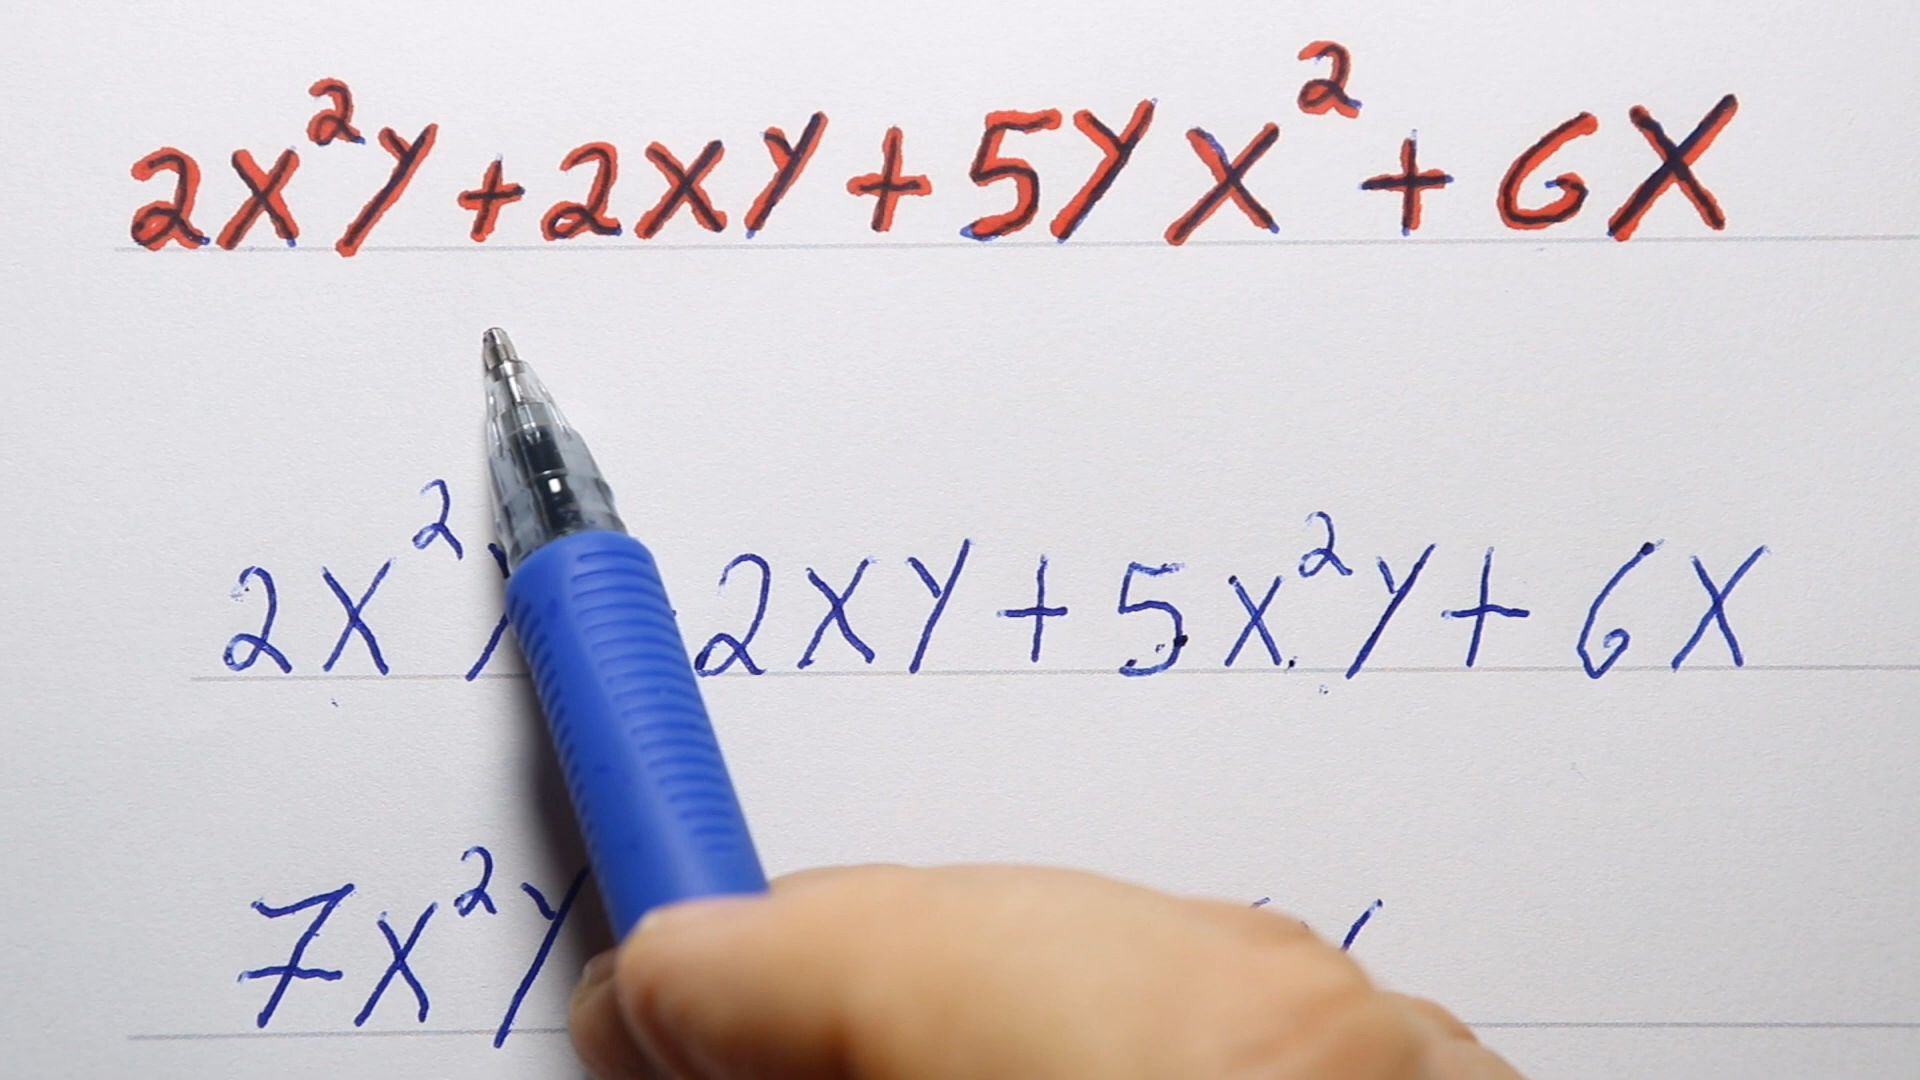 2x²y + 2xy + 5yx² + 6x
2x²y 2xy + 5x²y + 6x
7x²y